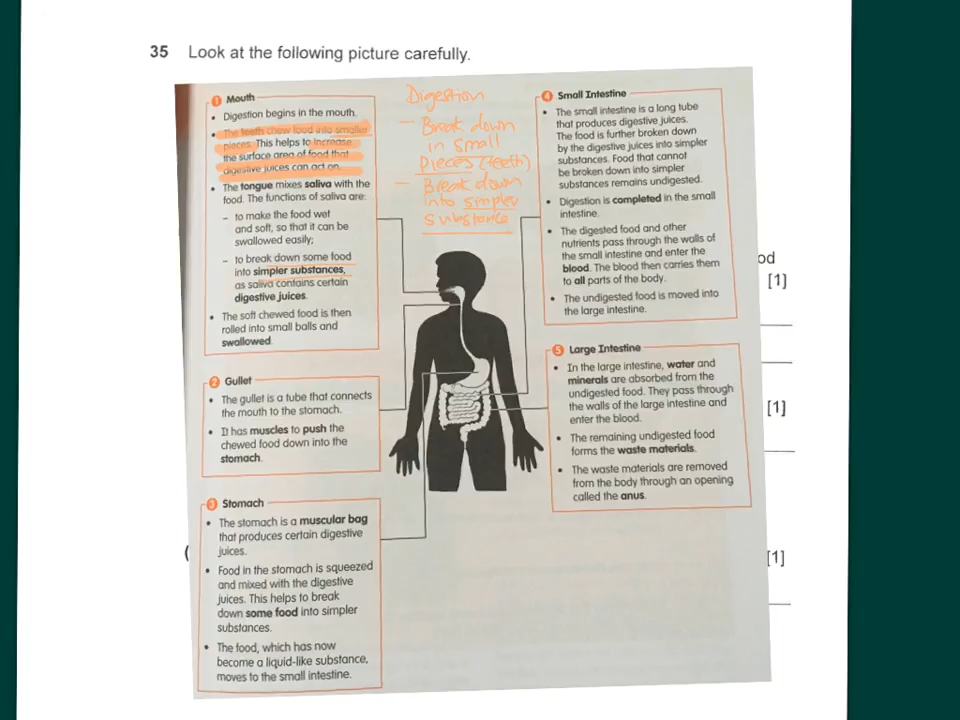 35 Look at the following picture carefully.
1 Mouth
• Digestion begins in the mouth.
• The teeth chew food into smaller
pieces. This helps to increase
the surface area of food that
digestive juices can act on.
• The tongue mixes saliva with the
food. The functions of saliva are:
– to make the food wet
and soft, so that it can be
swallowed easily;
– to break down some food
into simpler substances,
as saliva contains certain
digestive juices.
• The soft chewed food is then
rolled into small balls and
swallowed.
2 Gullet
• The gullet is a tube that connects
the mouth to the stomach.
• It has muscles to push the
chewed food down into the
stomach.
3 Stomach
• The stomach is a muscular bag
that produces certain digestive
juices.
• Food in the stomach is squeezed
and mixed with the digestive
juices. This helps to break
down some food into simpler
substances.
• The food, which has now
become a liquid-like substance,
moves to the small intestine.
Digestion
– Break down
in small
pieces (teeth)
– Break down
into simpler
substance
4 Small Intestine
• The small intestine is a long tube
that produces digestive juices.
The food is further broken down
by the digestive juices into simpler
substances. Food that cannot
be broken down into simpler
substances remains undigested.
• Digestion is completed in the small
intestine.
• The digested food and other
nutrients pass through the walls of
the small intestine and enter the
blood. The blood then carries them
to all parts of the body.
• The undigested food is moved into
the large intestine.
5 Large Intestine
• In the large intestine, water and
minerals are absorbed from the
undigested food. They pass through
the walls of the large intestine and
enter the blood.
• The remaining undigested food
forms the waste materials.
• The waste materials are removed
from the body through an opening
called the anus.
od
[1]
[1]
(
[1]